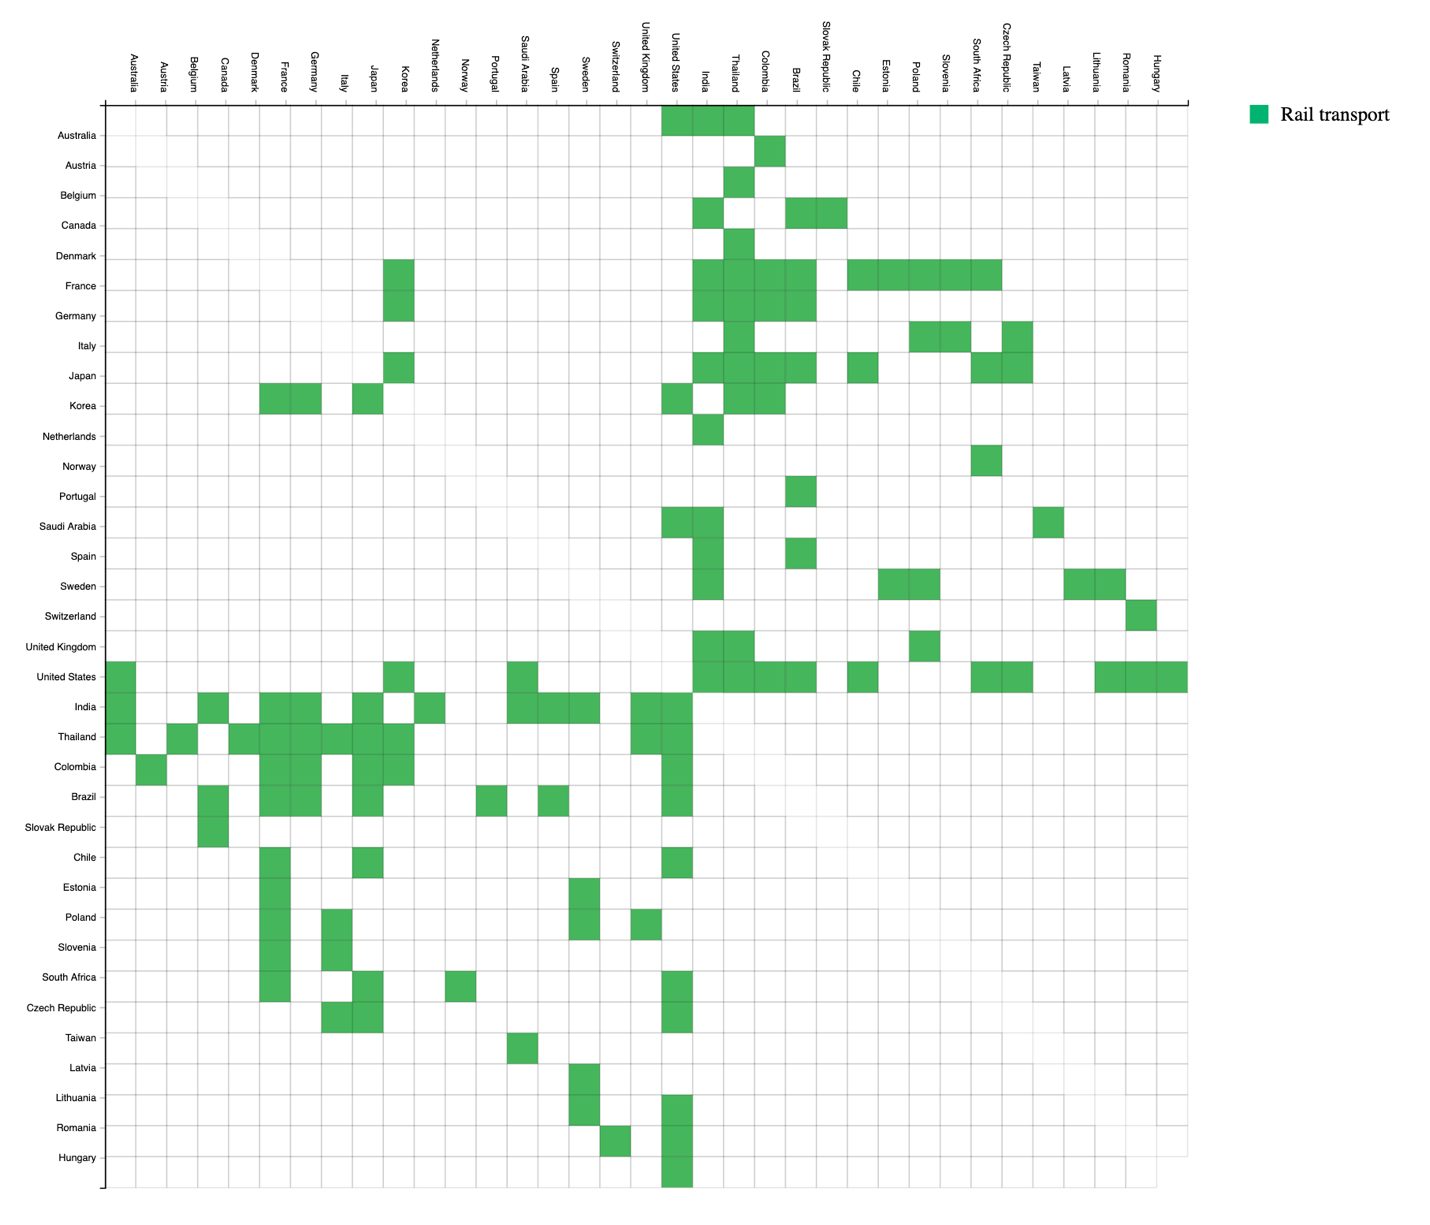 Australia
Austria
Belgium
Canada
Denmark
France
Germany
Italy
Japan
Korea
Netherlands
Norway
Portugal
Saudi Arabia
Spain
Sweden
Switzerland
United Kingdom
United States
India
Thailand
Colombia
Brazil
Slovak Republic
Chile
Estonia
Poland
Slovenia
South Africa
Czech Republic
Taiwan
Latvia
Lithuania
Romania
Hungary
Rail transport
Australia
Austria
Belgium
Canada
Denmark
France
Germany
Italy
Japan
Korea
Netherlands
Norway
Portugal
Saudi Arabia
Spain
Sweden
Switzerland
United Kingdom
United States
India
Thailand
Colombia
Brazil
Slovak Republic
Chile
Estonia
Poland
Slovenia
South Africa
Czech Republic
Taiwan
Latvia
Lithuania
Romania
Hungary